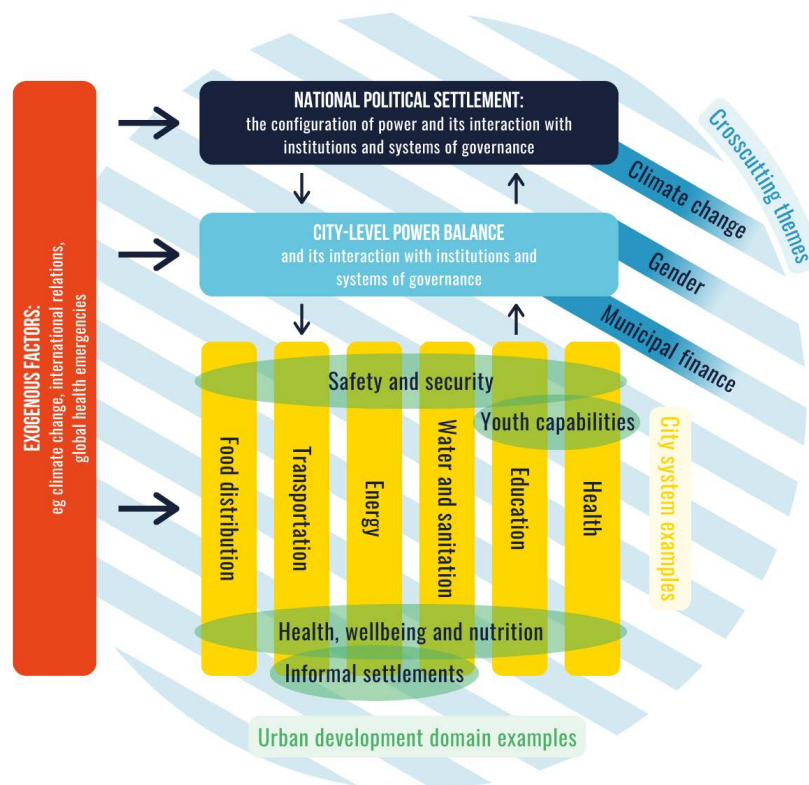 EXOGENOUS FACTORS:
eg climate change, international relations,
global health emergencies
NATIONAL POLITICAL SETTLEMENT:
the configuration of power and its interaction with
institutions and systems of governance
CITY-LEVEL POWER BALANCE
and its interaction with institutions and
systems of governance
Crosscutting themes
Climate change
Gender
Municipal finance
Safety and security
Youth capabilities
Food distribution
Transportation
Energy
Water and sanitation
Education
Health
City system examples
Health, wellbeing and nutrition
Informal settlements
Urban development domain examples